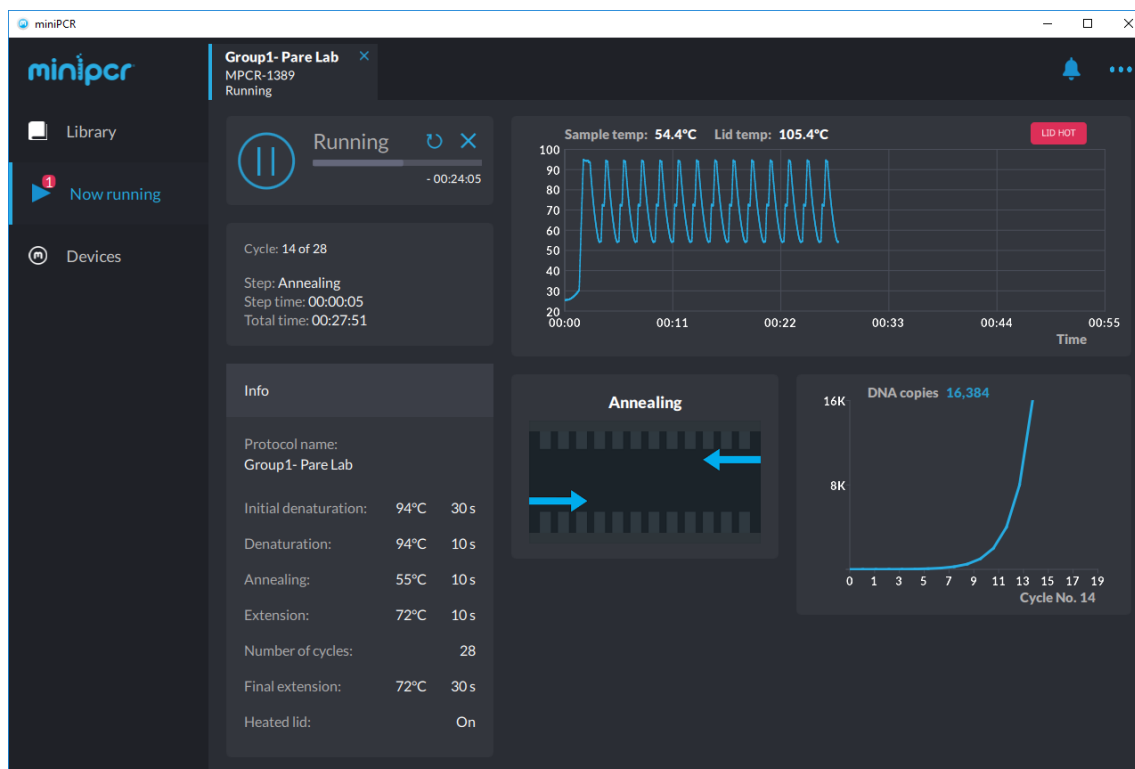 miniPCR
minipcr
Library
1
Now running
Devices
Group1- Pare Lab
MPCR-1389
Running
Running
- 00:24:05
Cycle: 14 of 28
Step: Annealing
Step time: 00:00:05
Total time: 00:27:51
Info
Protocol name:
Group1- Pare Lab
Initial denaturation: 94°C 30 s
Denaturation: 94°C 10 s
Annealing: 55°C 10 s
Extension: 72°C 10 s
Number of cycles: 28
Final extension: 72°C 30 s
Heated lid: On
Sample temp: 54.4°C Lid temp: 105.4°C
LID HOT
100
90
80
70
60
50
40
30
20
00:00 00:11 00:22 00:33 00:44 00:55
Time
Annealing
DNA copies 16,384
16K
8K
0 1 3 5 7 9 11 13 15 17 19
Cycle No. 14